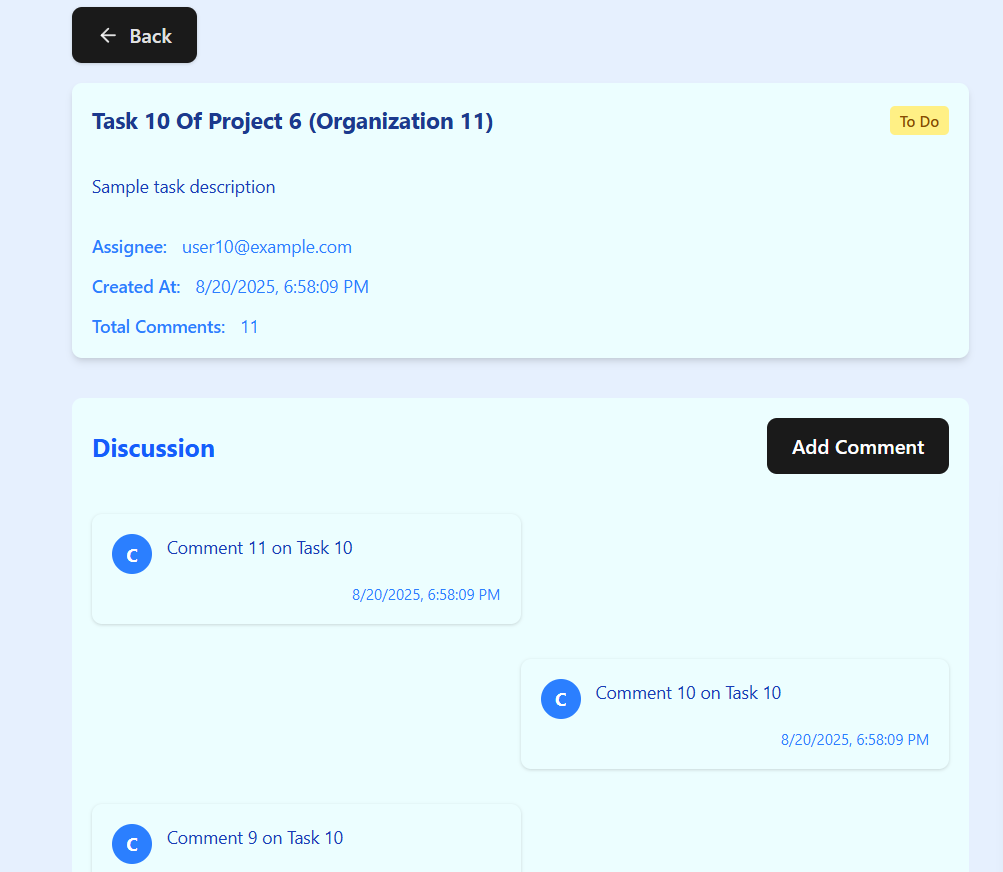 Back
Task 10 Of Project 6 (Organization 11)
To Do
Sample task description
Assignee: user10@example.com
Created At: 8/20/2025, 6:58:09 PM
Total Comments: 11
Discussion
Add Comment
C
Comment 11 on Task 10
8/20/2025, 6:58:09 PM
C
Comment 10 on Task 10
8/20/2025, 6:58:09 PM
C
Comment 9 on Task 10